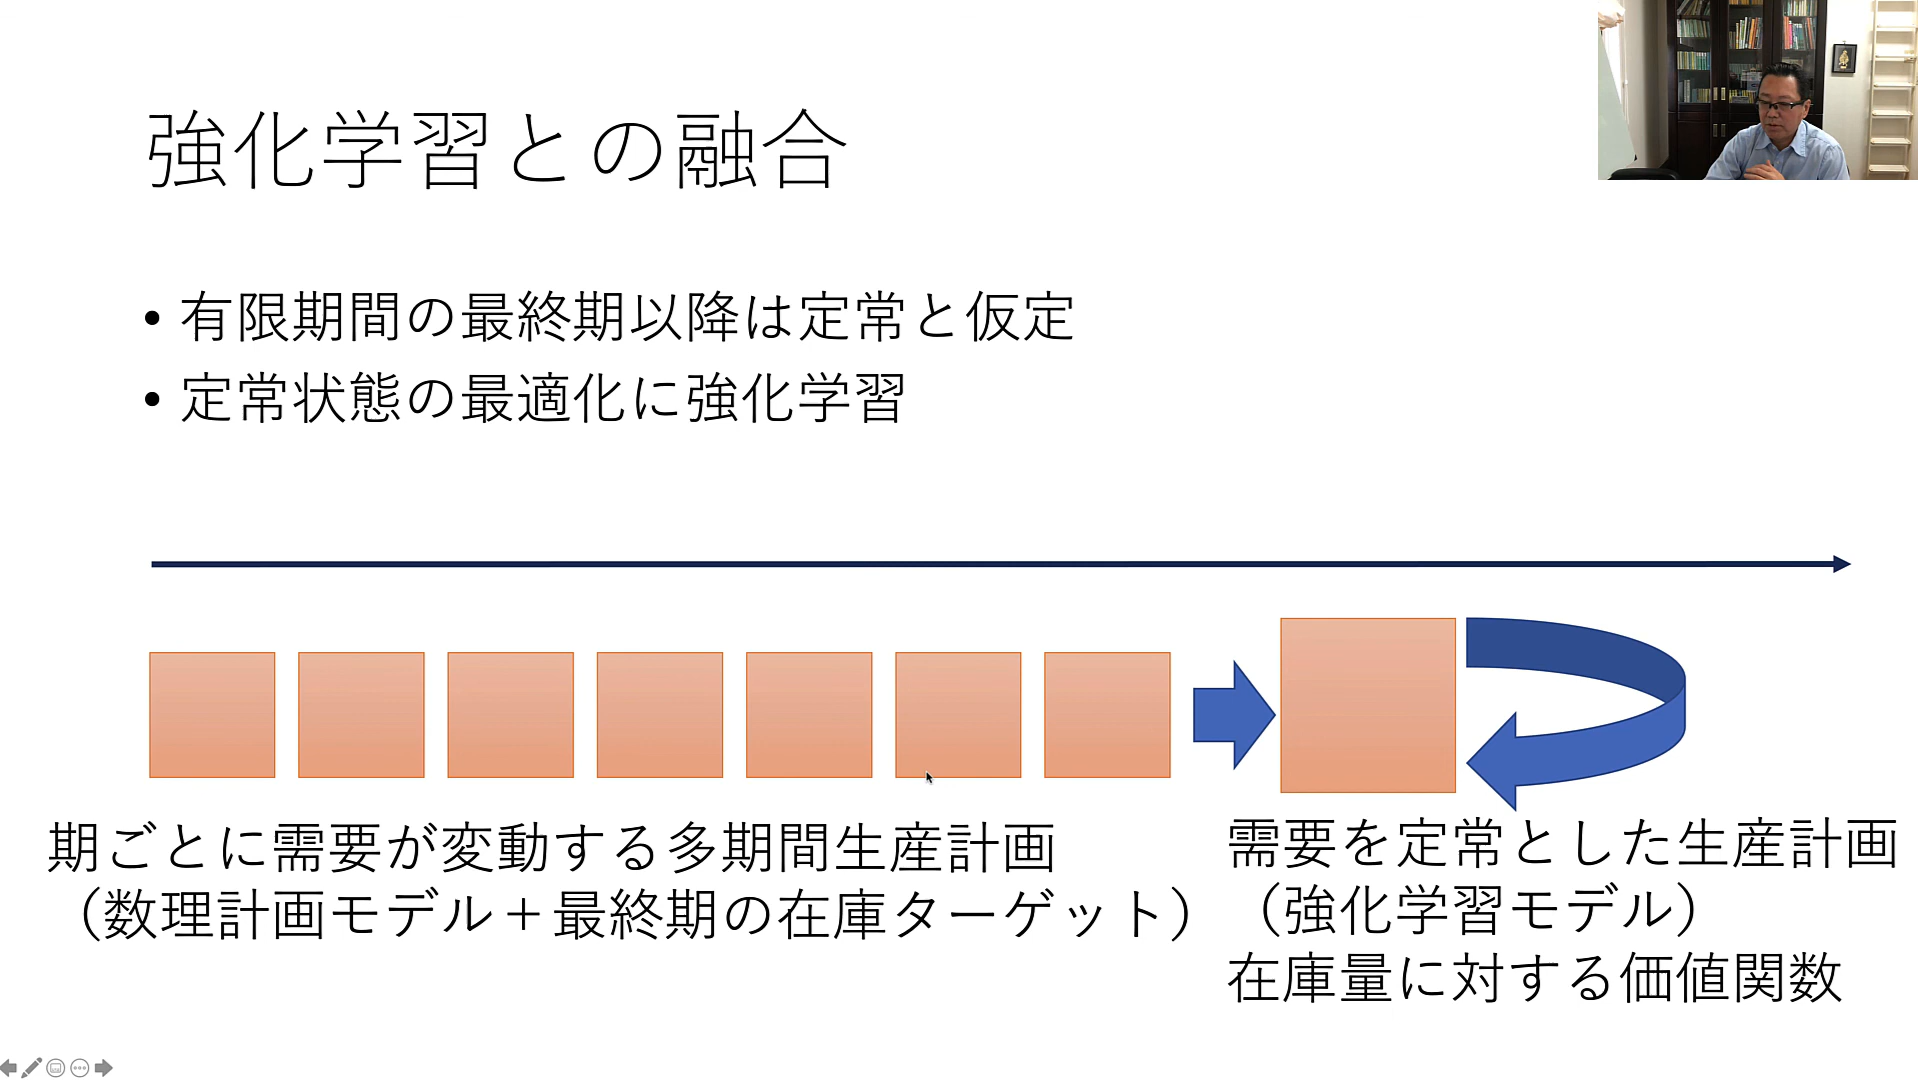 強化学習との融合
• 有限期間の最終期以降は定常と仮定
• 定常状態の最適化に強化学習
期ごとに需要が変動する多期間生産計画
（数理計画モデル＋最終期の在庫ターゲット）
需要を定常とした生産計画
（強化学習モデル）
在庫量に対する価値関数